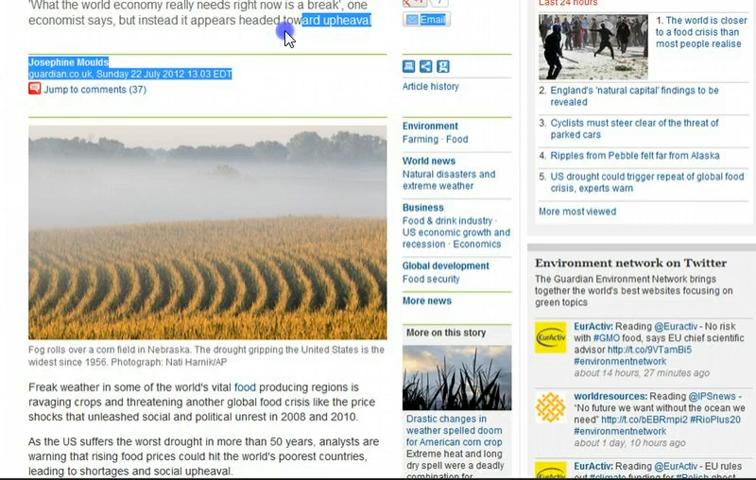 'What the world economy really needs right now is a break', one
economist says, but instead it appears headed toward upheaval
Josephine Moulds
guardian.co.uk, Sunday 22 July 2012 13.03 EDT
Jump to comments (37)
Fog rolls over a corn field in Nebraska. The drought gripping the United States is the
widest since 1956. Photograph: Nati Harnik/AP
Freak weather in some of the world's vital food producing regions is
ravaging crops and threatening another global food crisis like the price
shocks that unleashed social and political unrest in 2008 and 2010.
As the US suffers the worst drought in more than 50 years, analysts are
warning that rising food prices could hit the world's poorest countries,
leading to shortages and social upheaval.
Email
Article history
Environment
Farming · Food
World news
Natural disasters and
extreme weather
Business
Food & drink industry ·
US economic growth and
recession · Economics
Global development
Food security
More news
More on this story
Drastic changes in
weather spelled doom
for American corn crop
Extreme heat and long
dry spell were a deadly
combination for
Last 24 hours
1. The world is closer
to a food crisis than
most people realise
2. England's 'natural capital' findings to be
revealed
3. Cyclists must steer clear of the threat of
parked cars
4. Ripples from Pebble felt far from Alaska
5. US drought could trigger repeat of global food
crisis, experts warn
More most viewed
Environment network on Twitter
The Guardian Environment Network brings
together the world's best websites focusing on
green topics
EurActiv
EurActiv: Reading @Euractiv - No risk
with #GMO food, says EU chief scientific
advisor http://t.co/9VTamBi5
#environmentnetwork
about 14 hours, 27 minutes ago
worldresources: Reading @IPSnews -
"No future we want without the ocean we
need" http://t.co/bEBRmpi2 #RioPlus20
#environmentnetwork
about 1 day, 10 hours ago
EurActiv: Reading @EurActiv - EU rules
out #climate funding for #Polish ghost